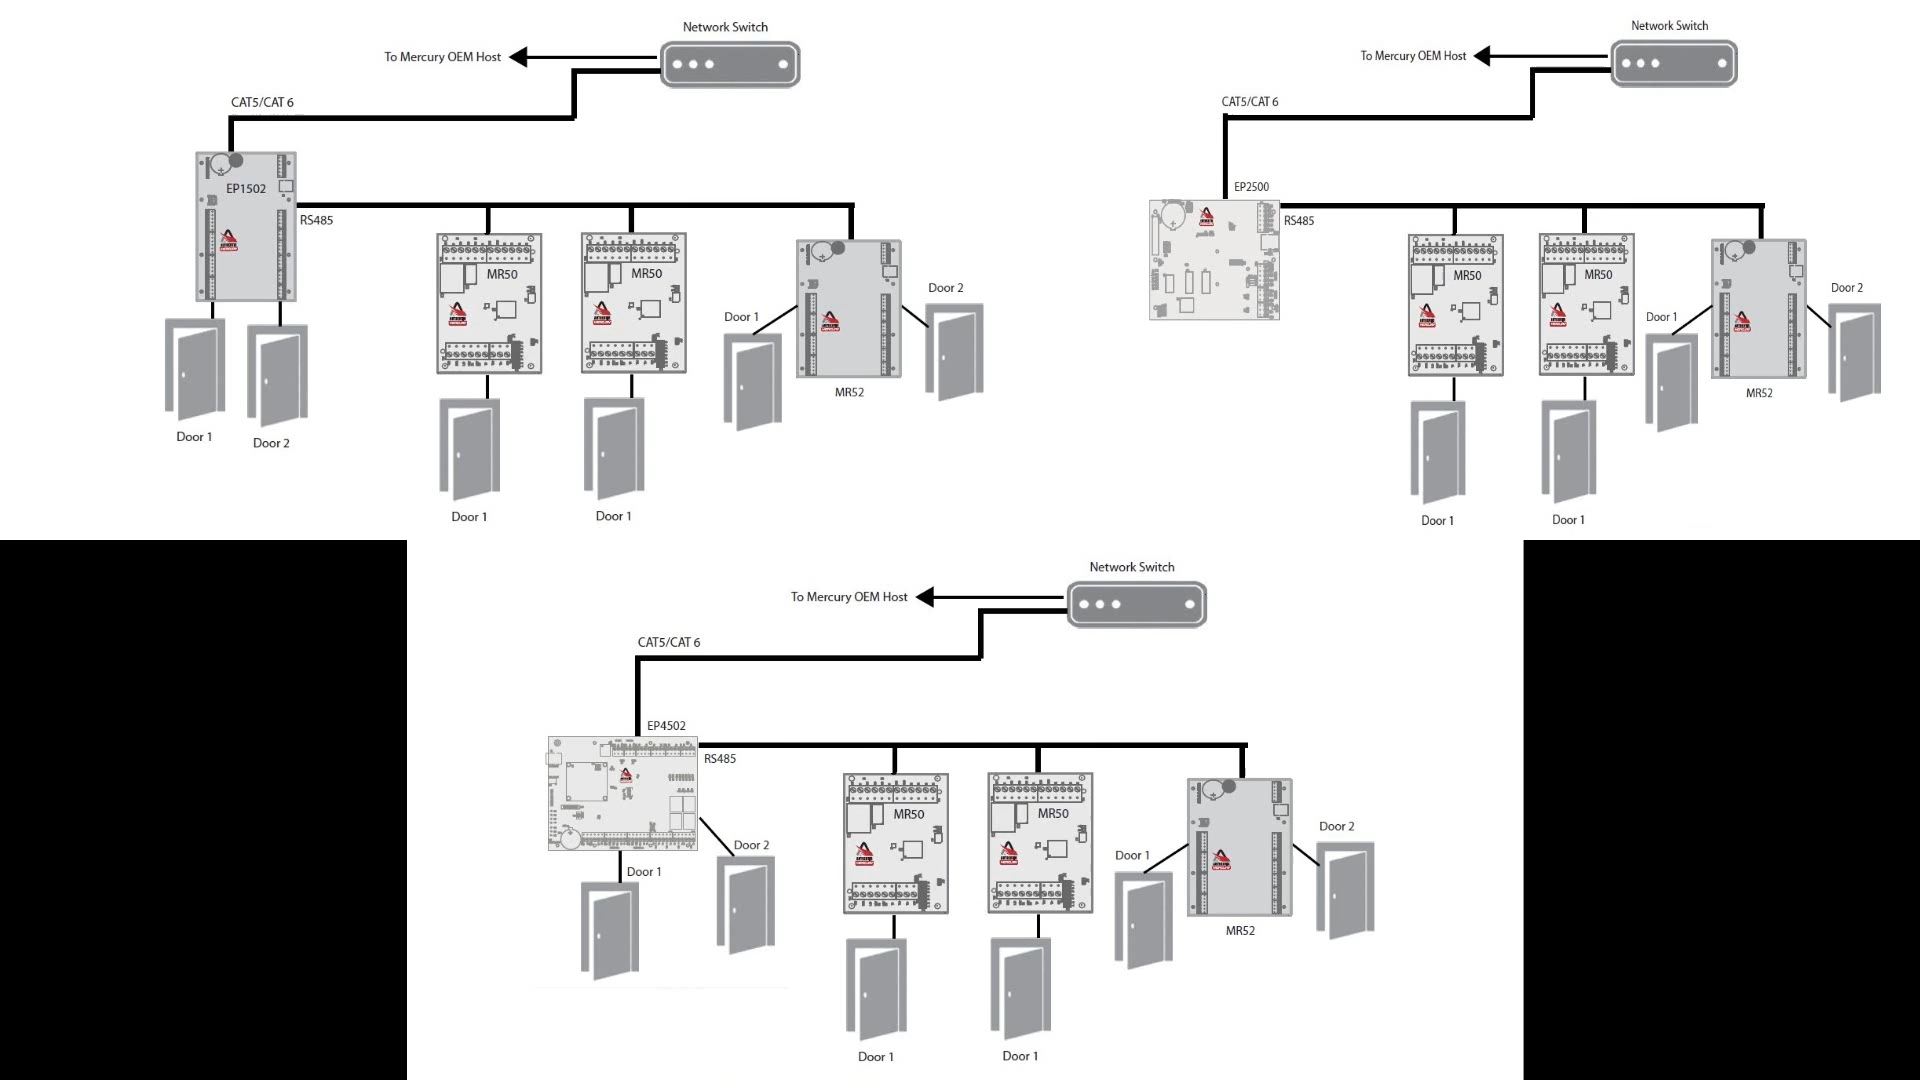 Network Switch
To Mercury OEM Host
CAT5/CAT 6
EP1502
RS485
MR50
MR50
Door 1
Door 2
MR52
Door 1
Door 2
Door 1
Door 1
Network Switch
To Mercury OEM Host
CAT5/CAT 6
EP2500
RS485
MR50
MR50
Door 1
Door 2
MR52
Door 1
Door 1
Network Switch
To Mercury OEM Host
CAT5/CAT 6
EP4502
RS485
Door 1
Door 2
MR50
MR50
Door 1
Door 2
MR52
Door 1
Door 1